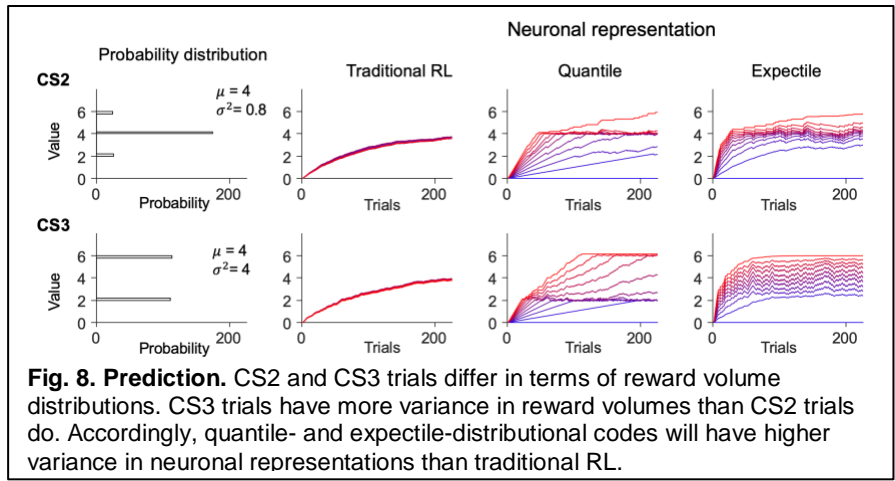 Neuronal representation
Probability distribution
Traditional RL
Quantile
Expectile
CS2
μ = 4
σ²= 0.8
Value
6
4
2
0
0
200
Probability
6
4
2
0
0
200
6
4
2
0
0
200
Trials
6
4
2
0
0
200
Trials
CS3
μ = 4
σ²= 4
Value
6
4
2
0
0
200
Probability
6
4
2
0
0
200
Trials
6
4
2
0
0
200
Trials
6
4
2
0
0
200
Trials
Fig. 8. Prediction. CS2 and CS3 trials differ in terms of reward volume
distributions. CS3 trials have more variance in reward volumes than CS2 trials
do. Accordingly, quantile- and expectile-distributional codes will have higher
variance in neuronal representations than traditional RL.